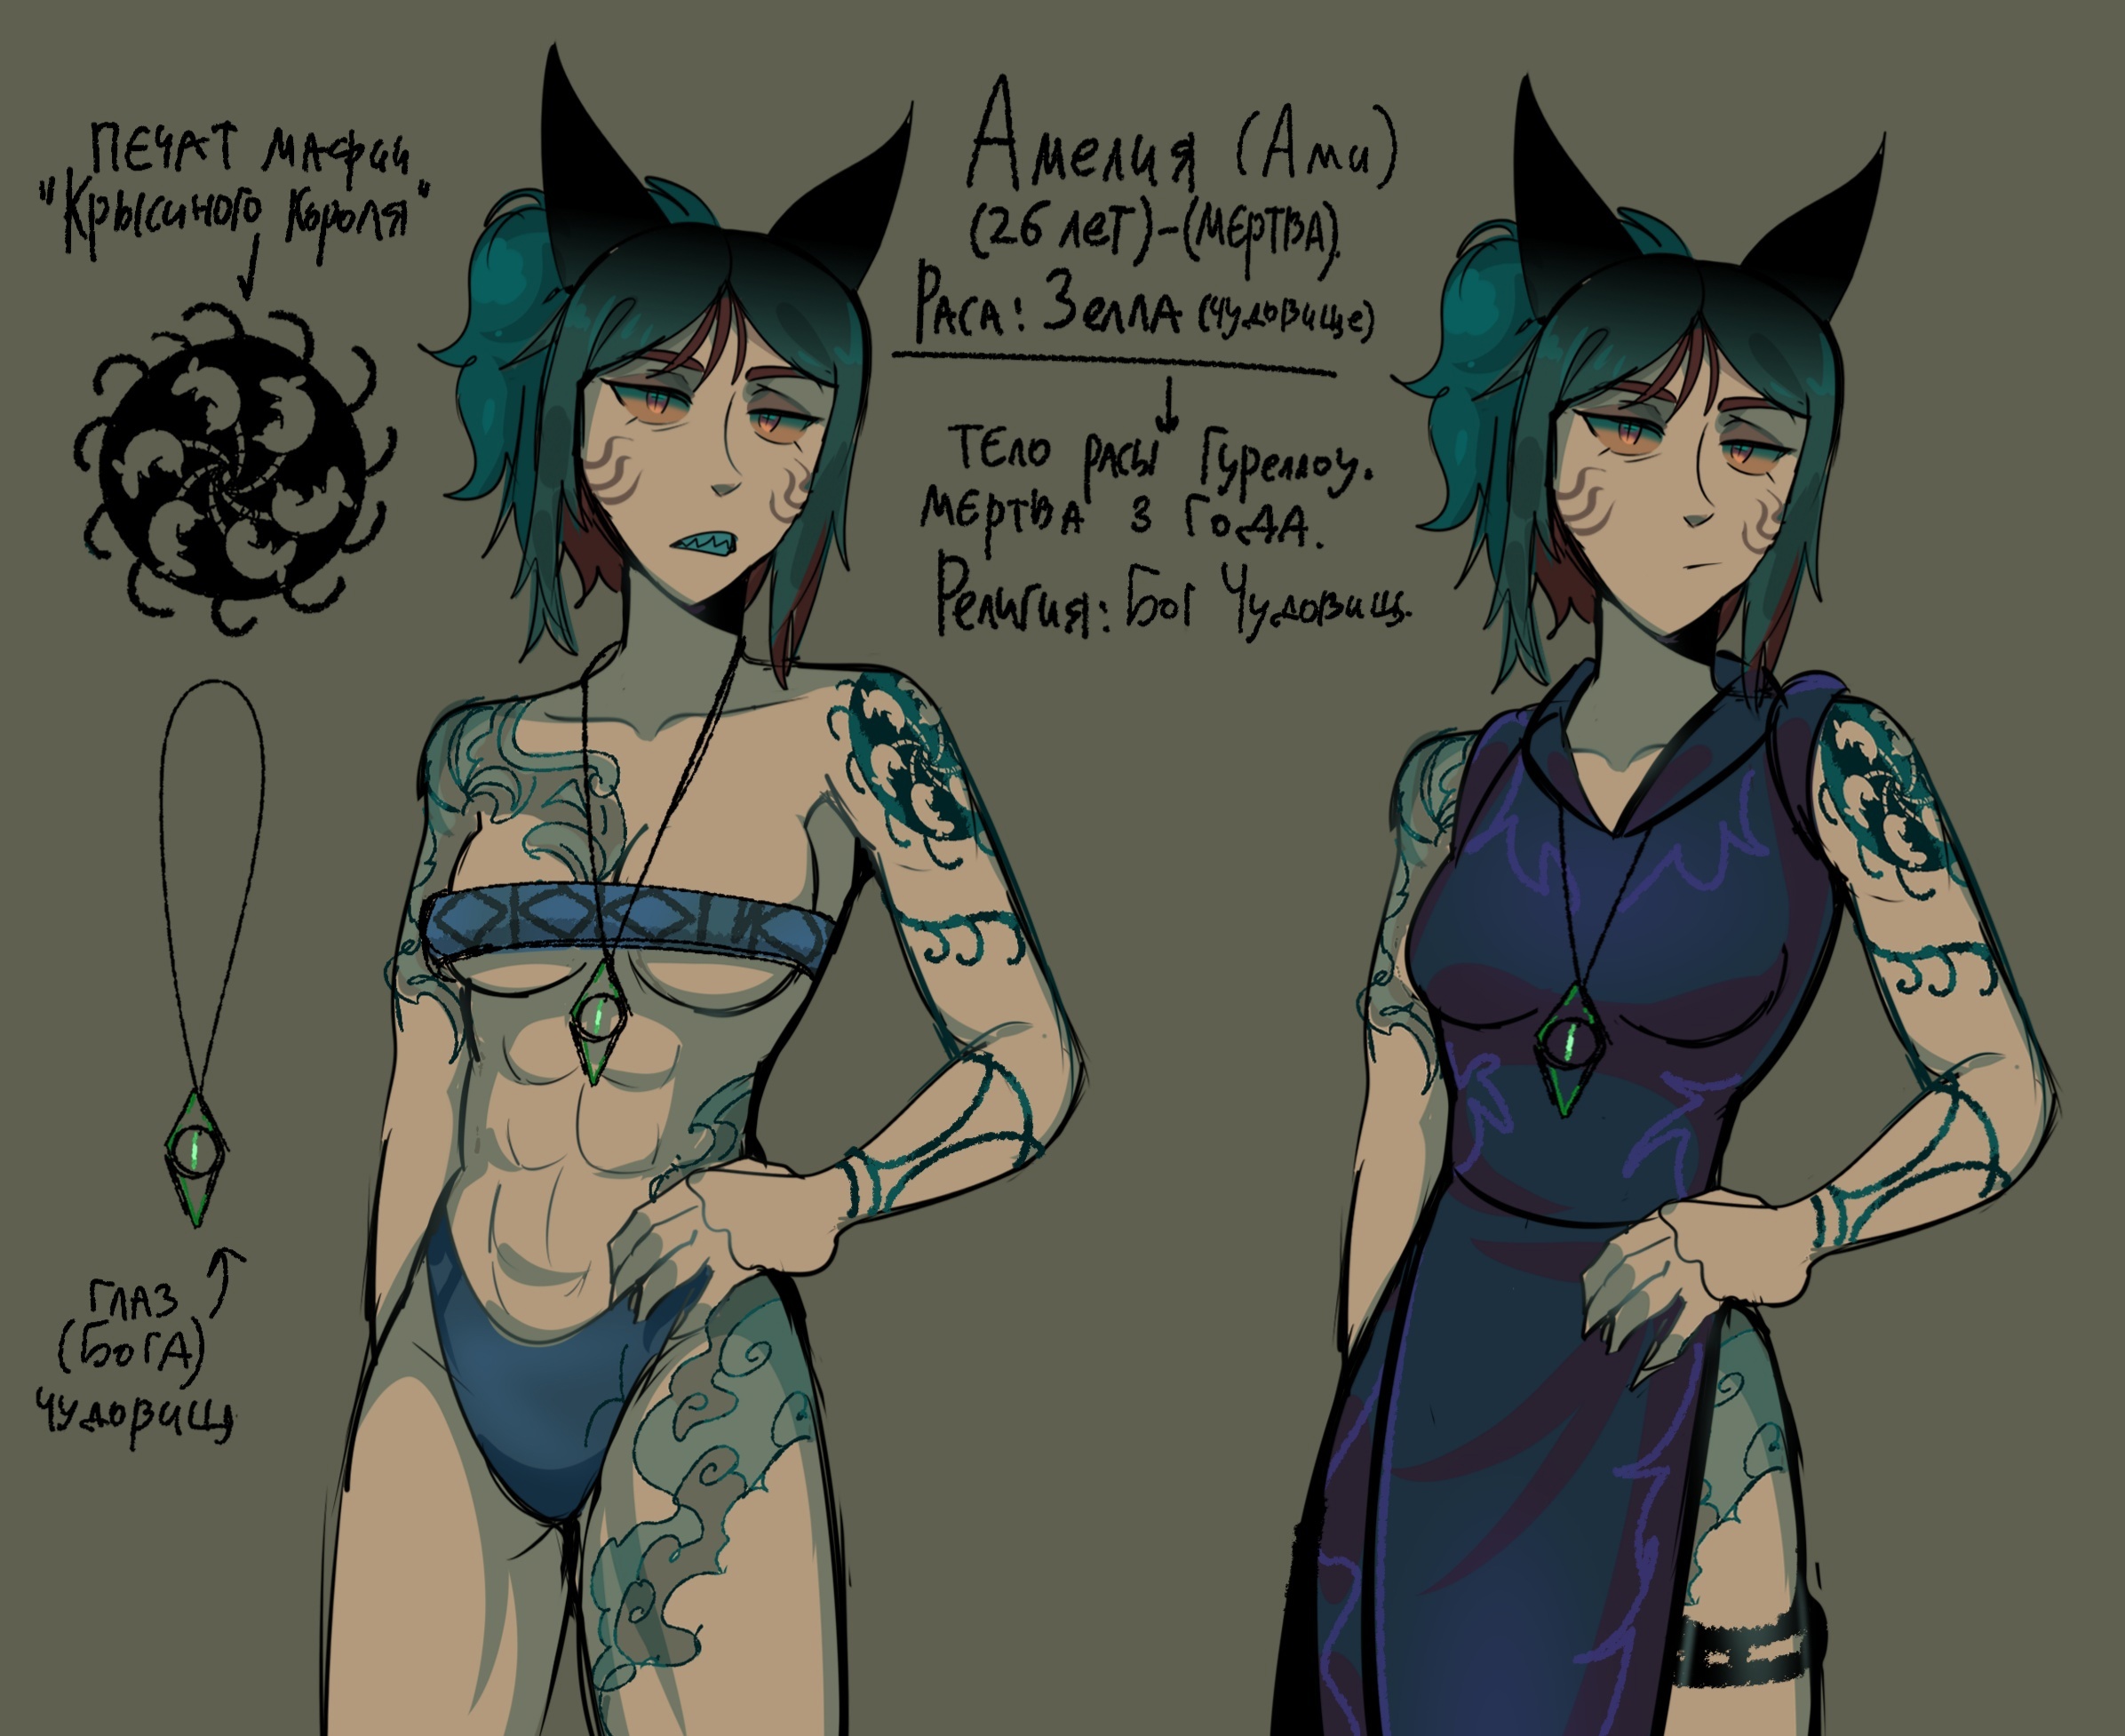 ПЕЧАТ МАФИИ
"КРЫСИНОГО КОРОЛЯ"
Амелия (Ами)
(26 лет)-(МЕРТВА)
РАСА: ЗЕЛЛА (чудовище)
ТЕЛО РАСЫ Гуреллоу.
МЕРТВА 3 ГОДА.
Религия: Бог Чудовищ.
ГЛАЗ
(БОГА)
чудовищ